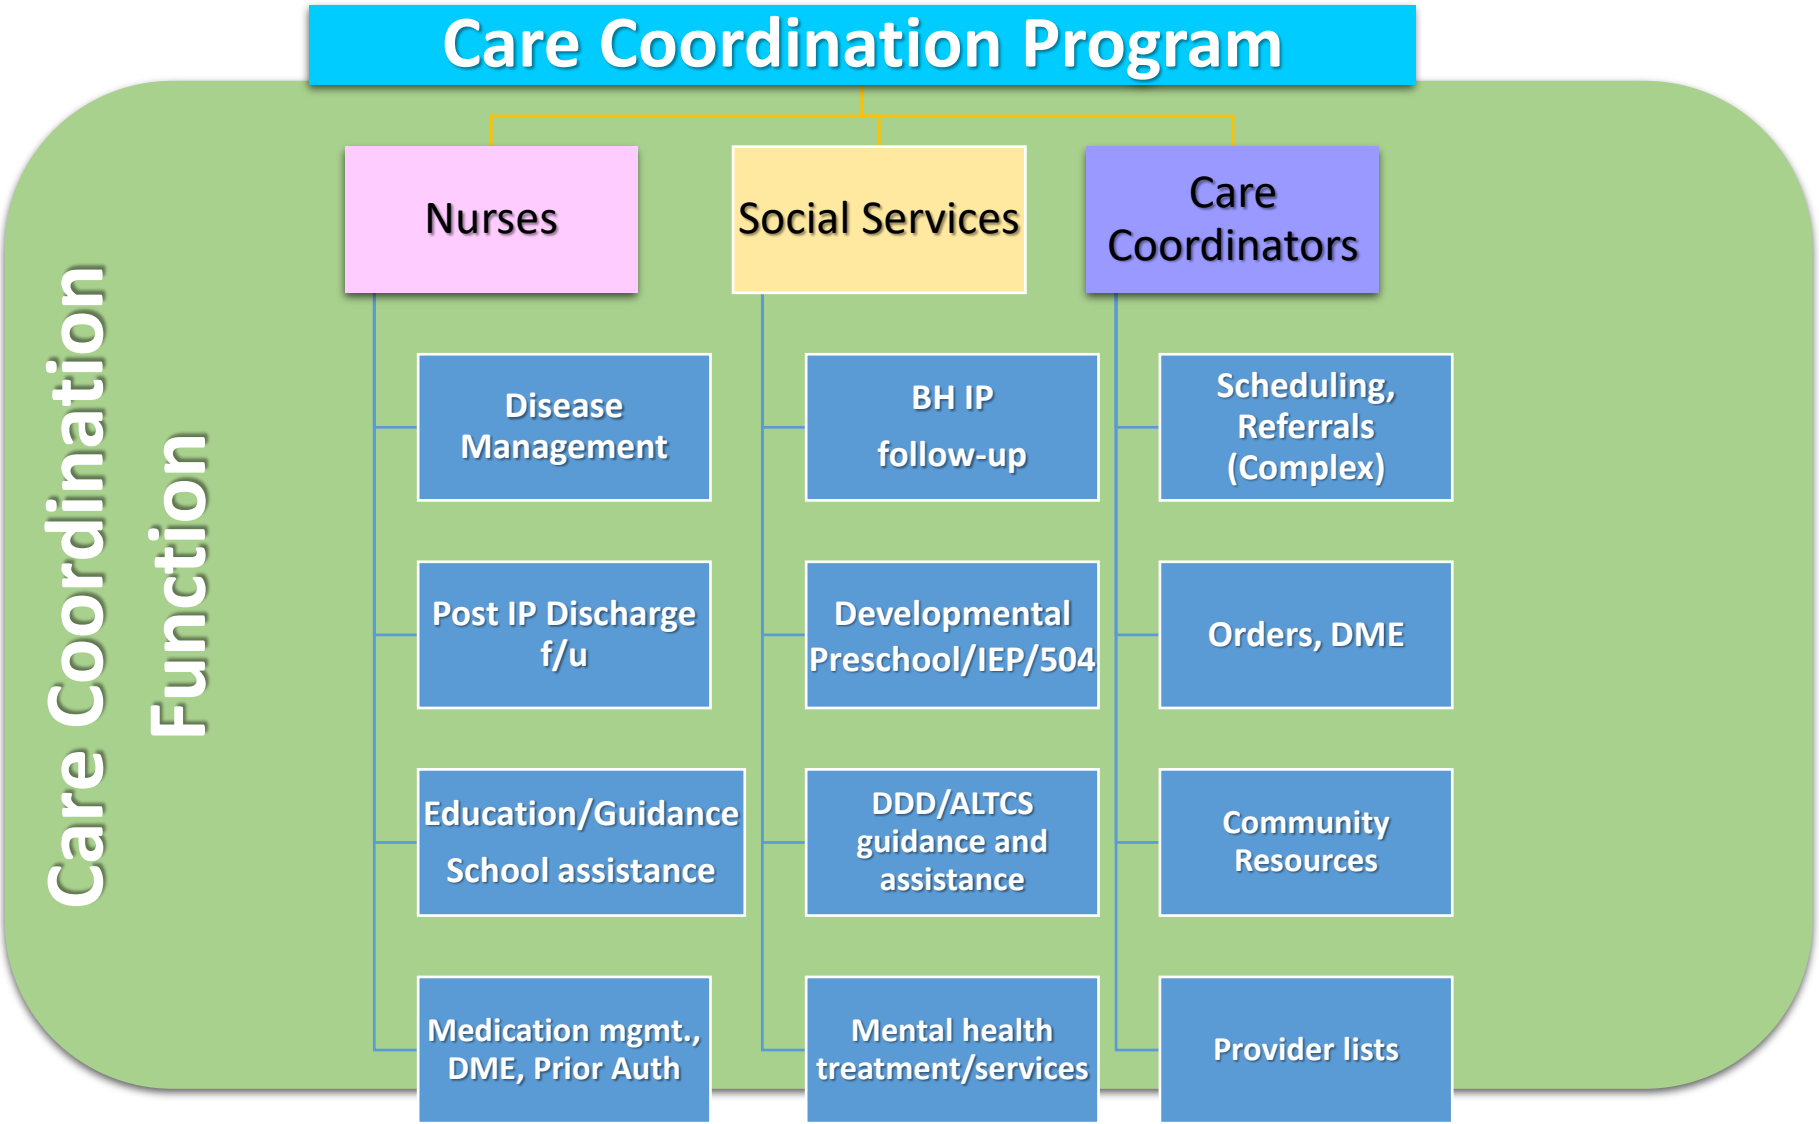 Care Coordination Program
Care Coordination
Function
Nurses
Disease
Management
Post IP Discharge
f/u
Education/Guidance
School assistance
Medication mgmt.,
DME, Prior Auth
Social Services
BH IP
follow-up
Developmental
Preschool/IEP/504
DDD/ALTCS
guidance and
assistance
Mental health
treatment/services
Care
Coordinators
Scheduling,
Referrals
(Complex)
Orders, DME
Community
Resources
Provider lists